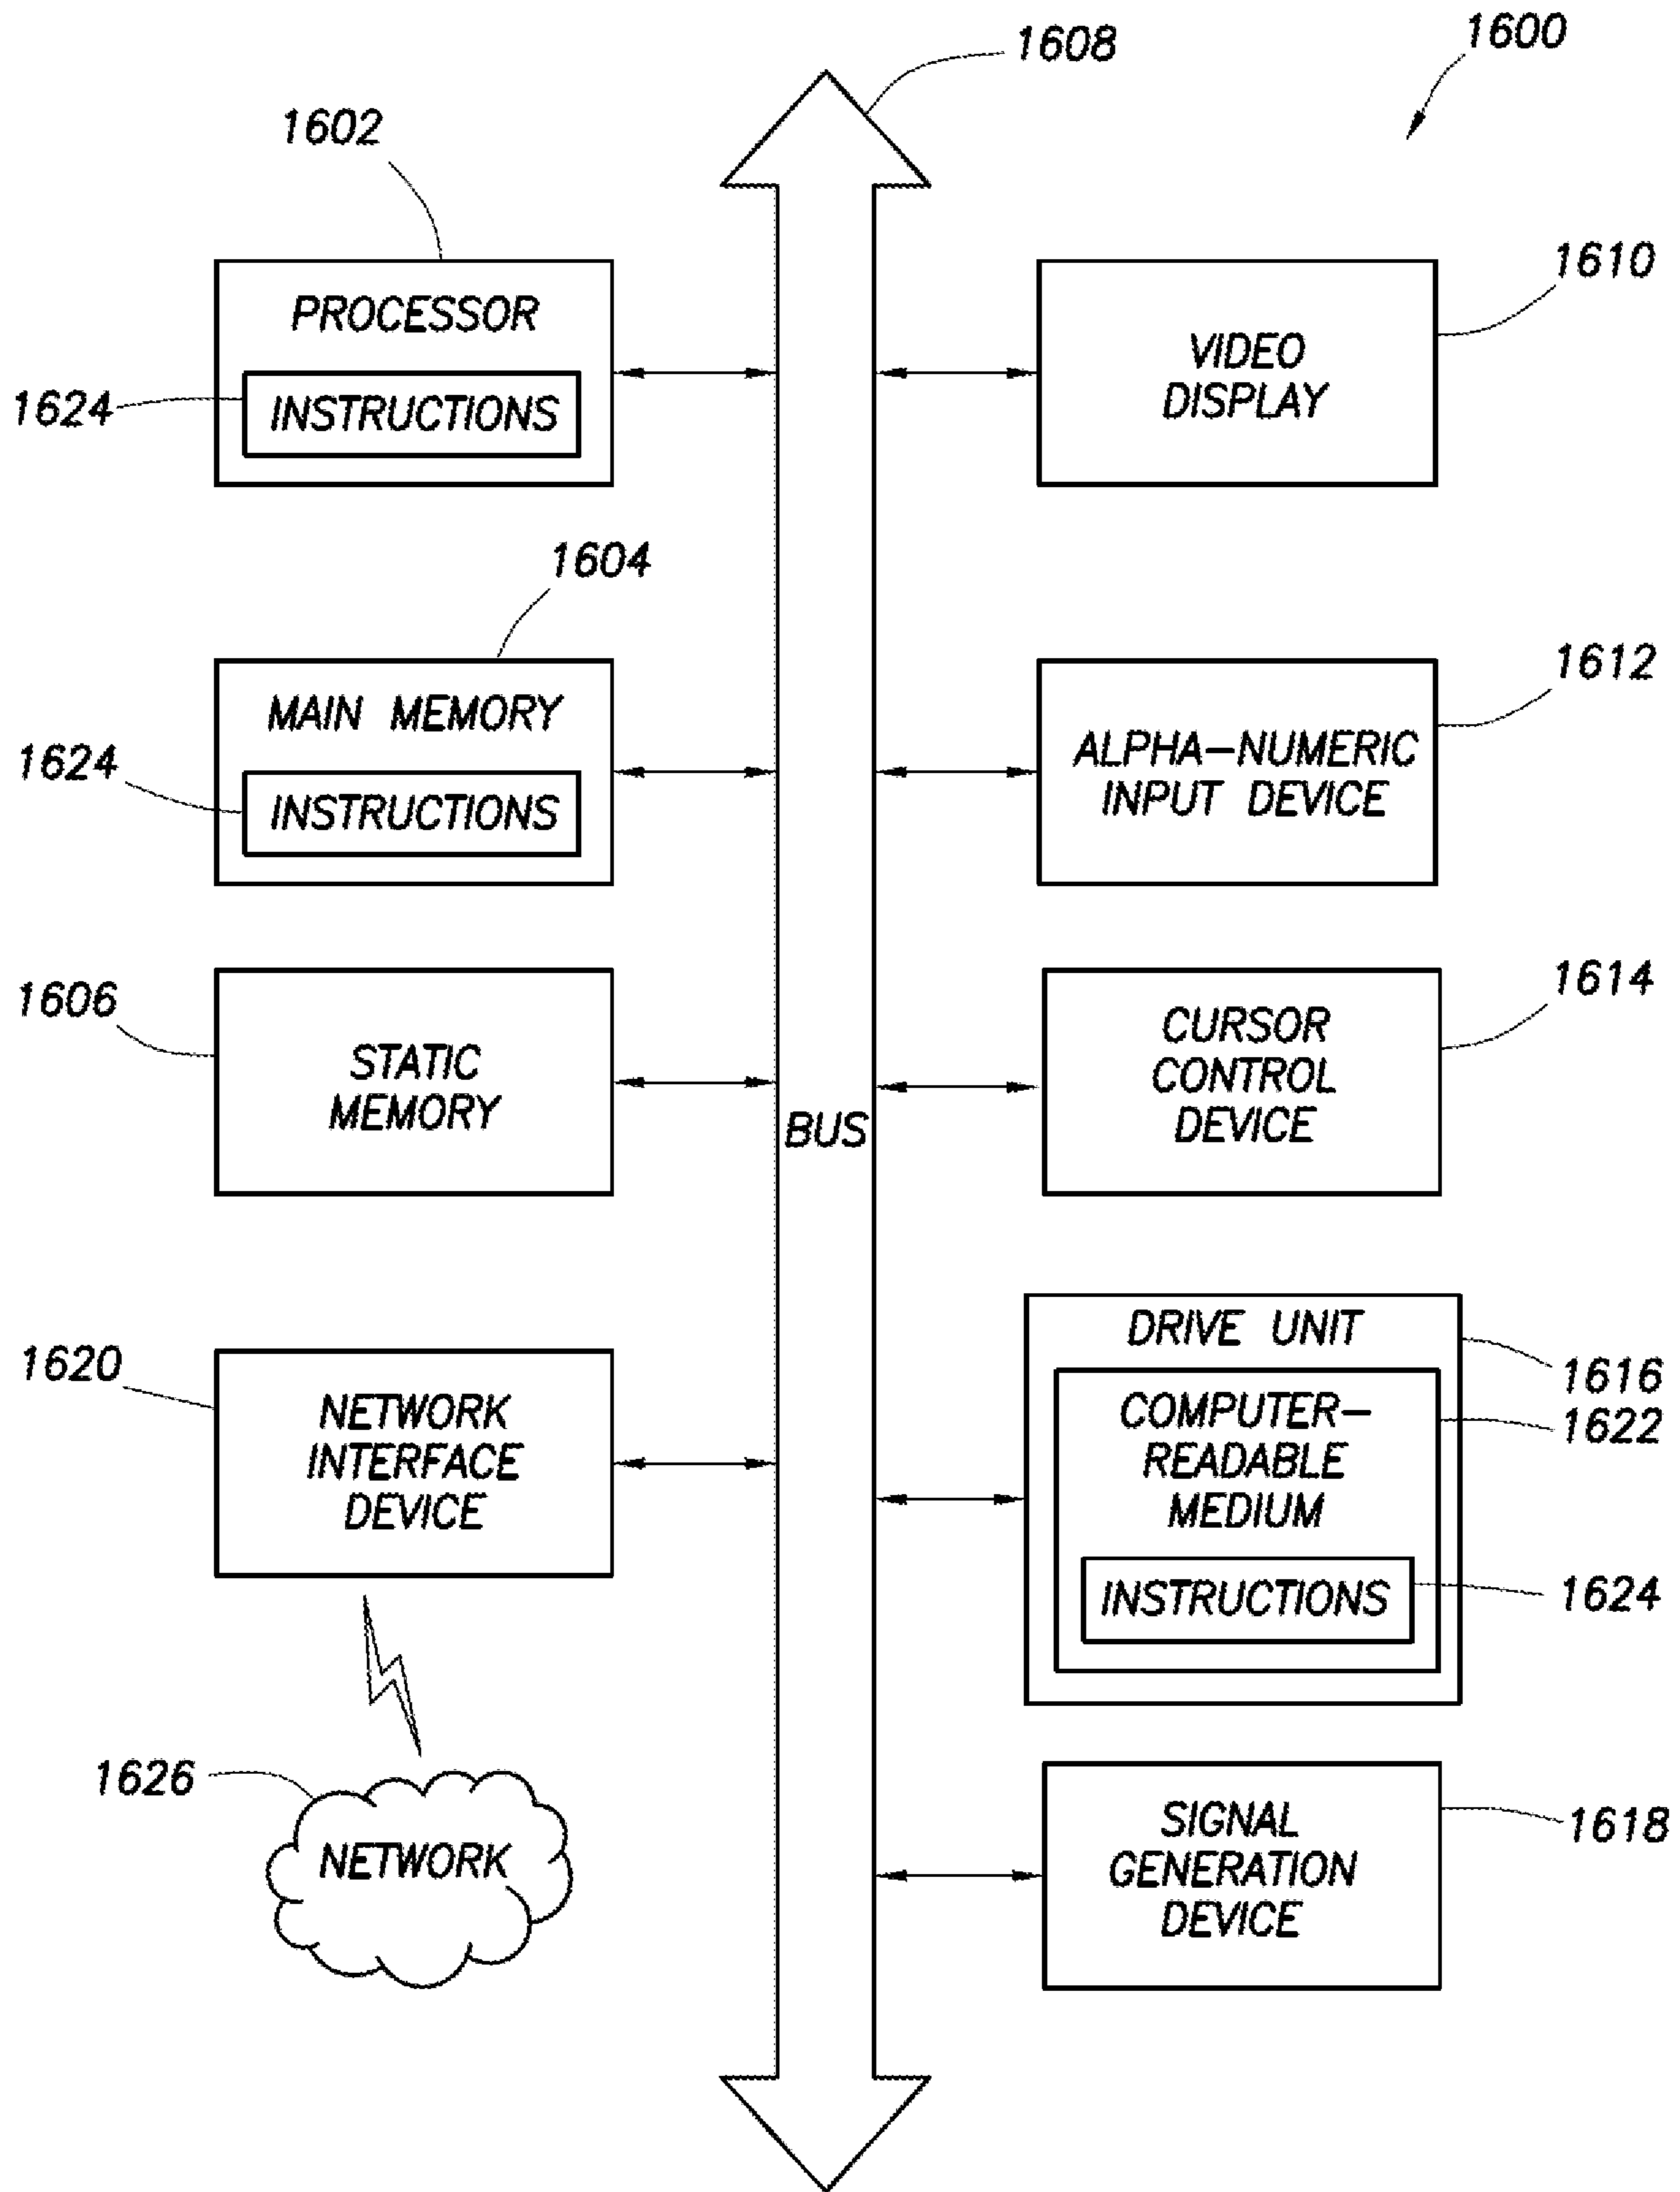 1608
1600
1602
PROCESSOR
1624
INSTRUCTIONS
1610
VIDEO
DISPLAY
1604
MAIN MEMORY
1624
INSTRUCTIONS
1612
ALPHA-NUMERIC
INPUT DEVICE
1606
STATIC
MEMORY
BUS
1614
CURSOR
CONTROL
DEVICE
1620
NETWORK
INTERFACE
DEVICE
DRIVE UNIT
1616
COMPUTER-
READABLE
MEDIUM
1622
INSTRUCTIONS
1624
1626
NETWORK
SIGNAL
GENERATION
DEVICE
1618